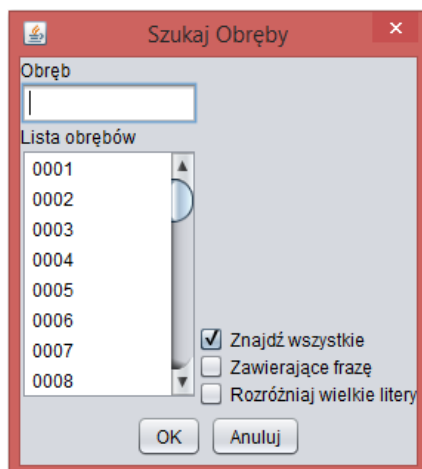 Szukaj Obręby
Obręb
Lista obrębów
0001
0002
0003
0004
0005
0006
0007
0008
Znajdź wszystkie
Zawierające frazę
Rozróżniaj wielkie litery
OK Anuluj